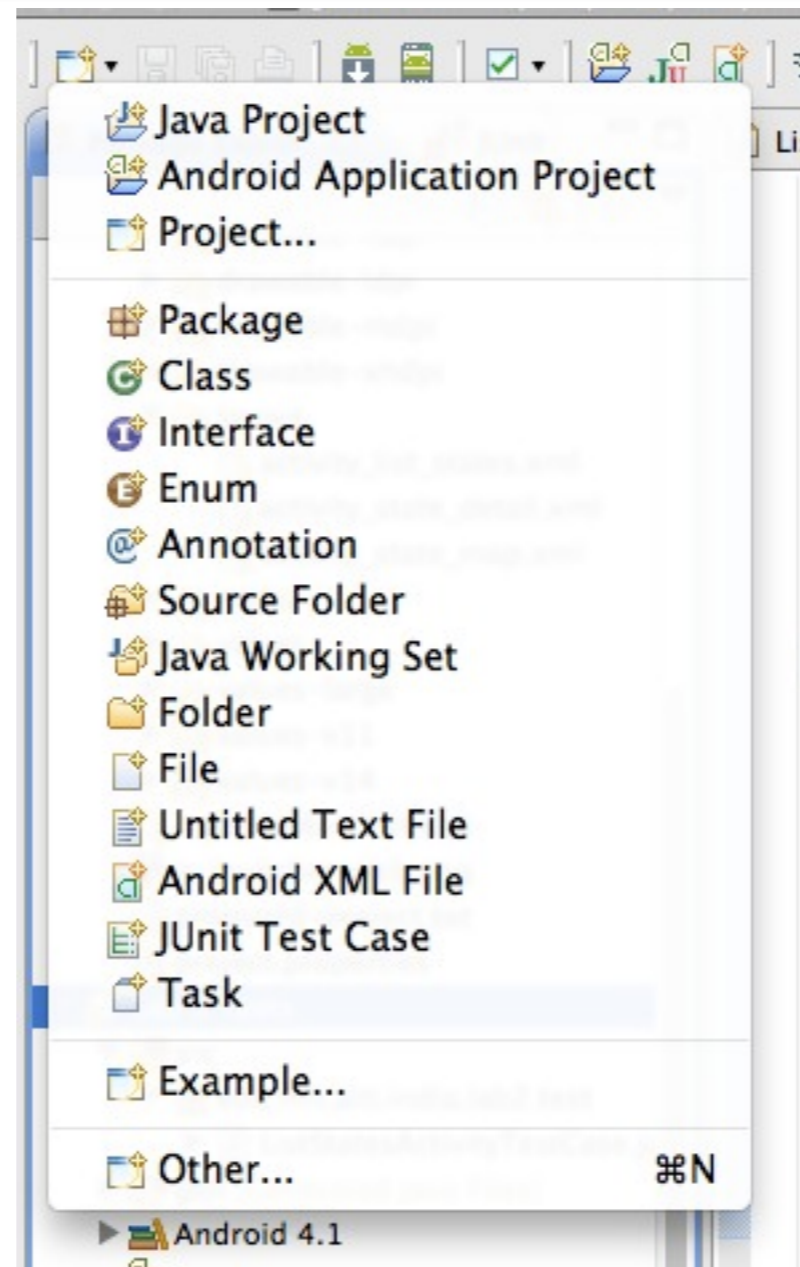 Li
Java Project
Android Application Project
Project...
Package
Class
Interface
Enum
Annotation
Source Folder
Java Working Set
Folder
File
Untitled Text File
Android XML File
JUnit Test Case
Task
Example...
Other... ⌘N
Android 4.1